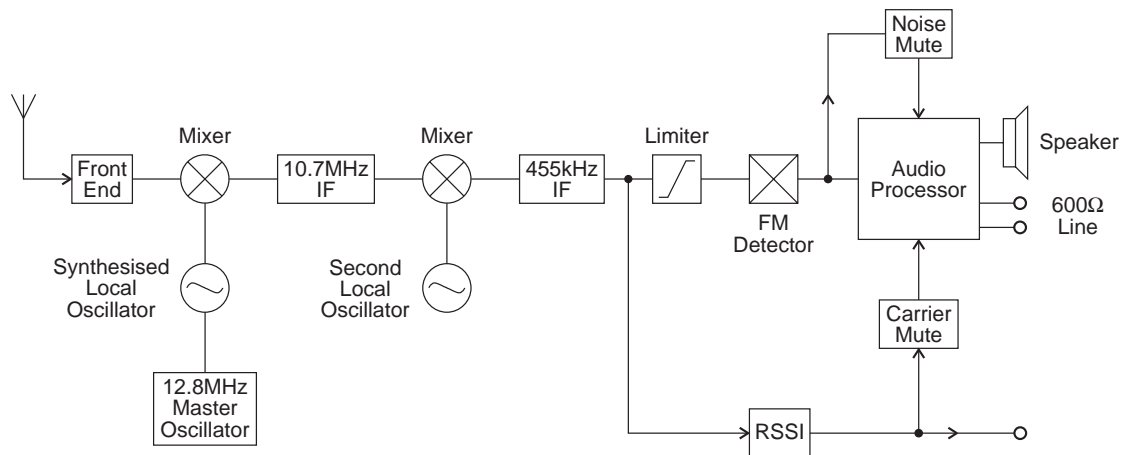 Noise
Mute
Mixer
Mixer
Limiter
Speaker
Front
End
10.7MHz
IF
455kHz
IF
Audio
Processor
FM
Detector
600Ω
Line
Synthesised
Local
Oscillator
Second
Local
Oscillator
Carrier
Mute
12.8MHz
Master
Oscillator
RSSI